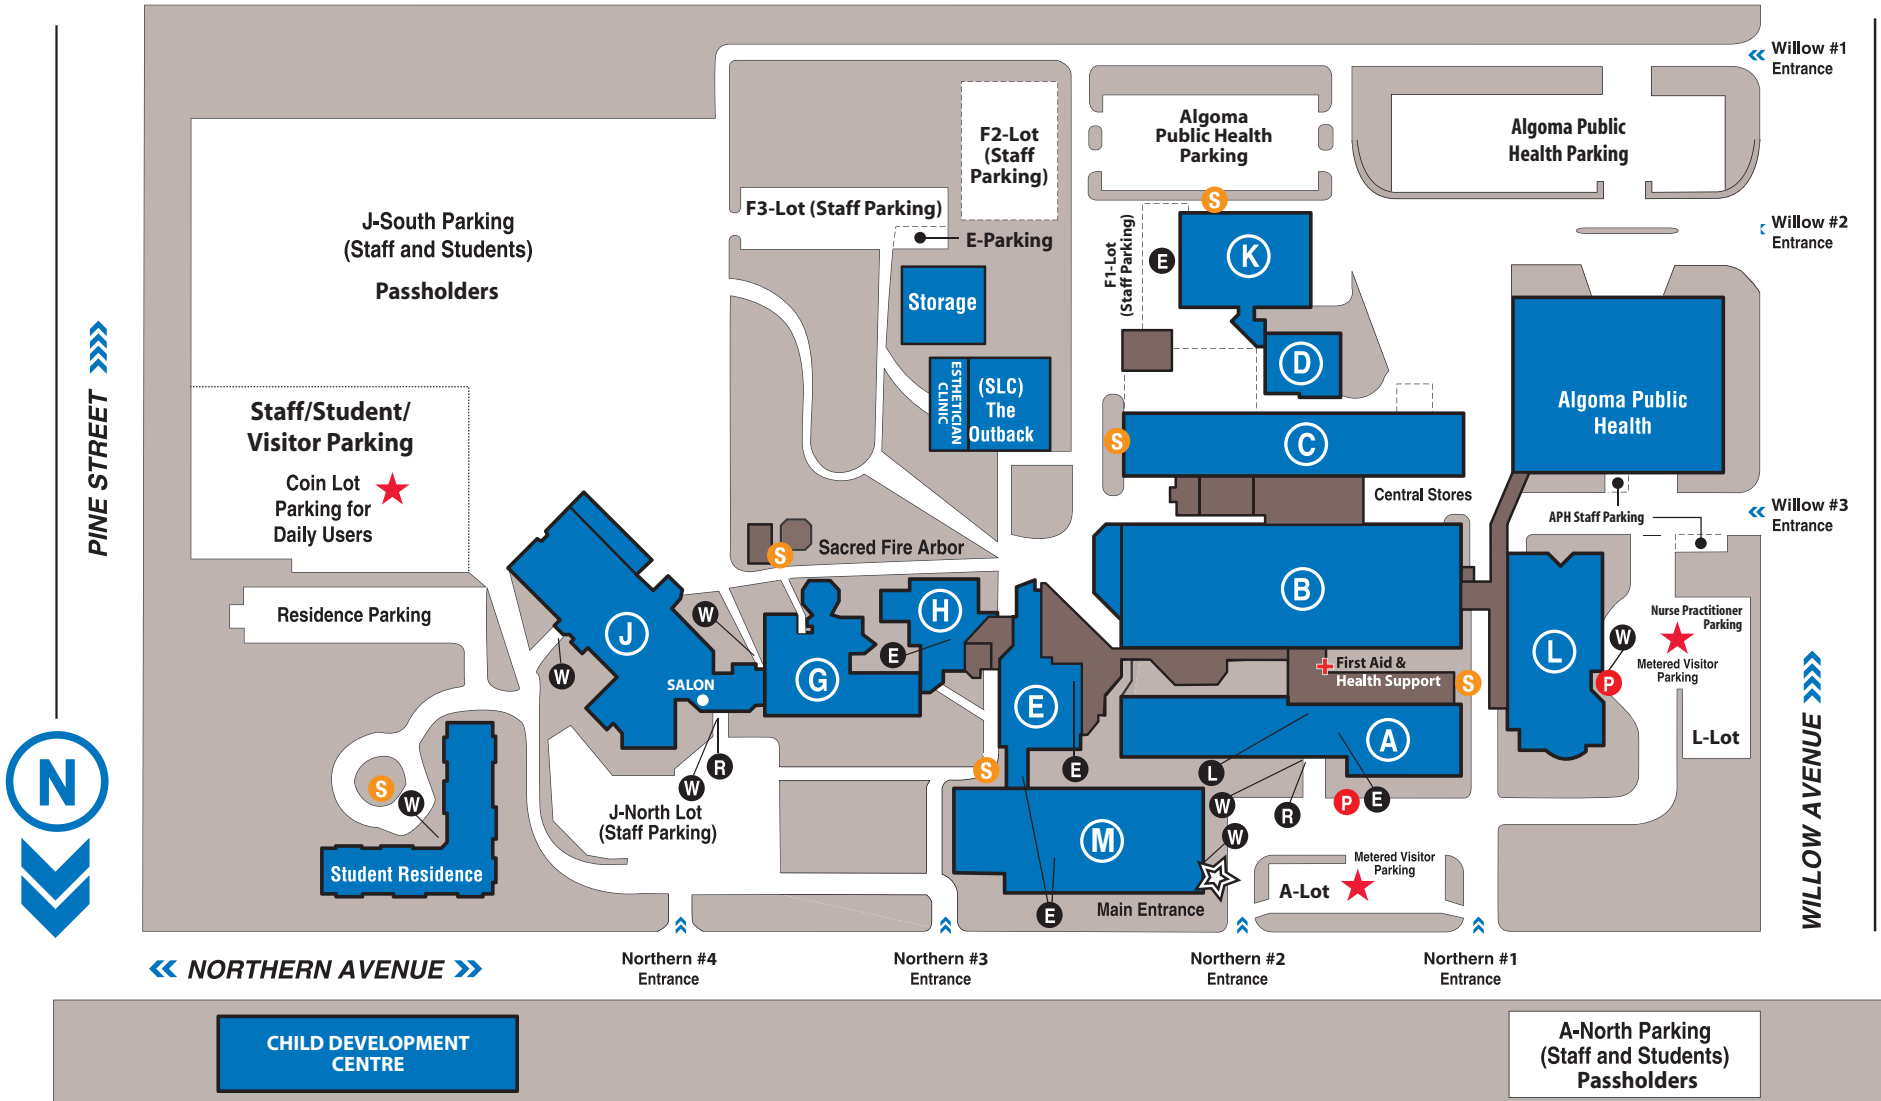 Willow #1
Entrance
Algoma
Public Health
Parking
Algoma Public
Health Parking
F2-Lot
(Staff
Parking)
S
F3-Lot (Staff Parking)
E-Parking
J-South Parking
(Staff and Students)
Passholders
Willow #2
Entrance
F1-Lot
(Staff Parking)
E
K
Storage
D
ESTHETICIAN
CLINIC
(SLC)
The
Outback
Algoma Public
Health
PINE STREET
Staff/Student/
Visitor Parking
Coin Lot
Parking for
Daily Users
S
C
Central Stores
APH Staff Parking
Willow #3
Entrance
S
Sacred Fire Arbor
Residence Parking
W
J
W
H
E
G
SALON
B
L
Nurse Practitioner
Parking
W
Metered Visitor
Parking
P
First Aid &
Health Support
S
E
A
L-Lot
WILLOW AVENUE
N
S
W
R
W
J-North Lot
(Staff Parking)
S
E
L
W
R
P
E
W
M
Student Residence
Metered Visitor
Parking
A-Lot
E
Main Entrance
NORTHERN AVENUE
Northern #4
Entrance
Northern #3
Entrance
Northern #2
Entrance
Northern #1
Entrance
CHILD DEVELOPMENT
CENTRE
A-North Parking
(Staff and Students)
Passholders